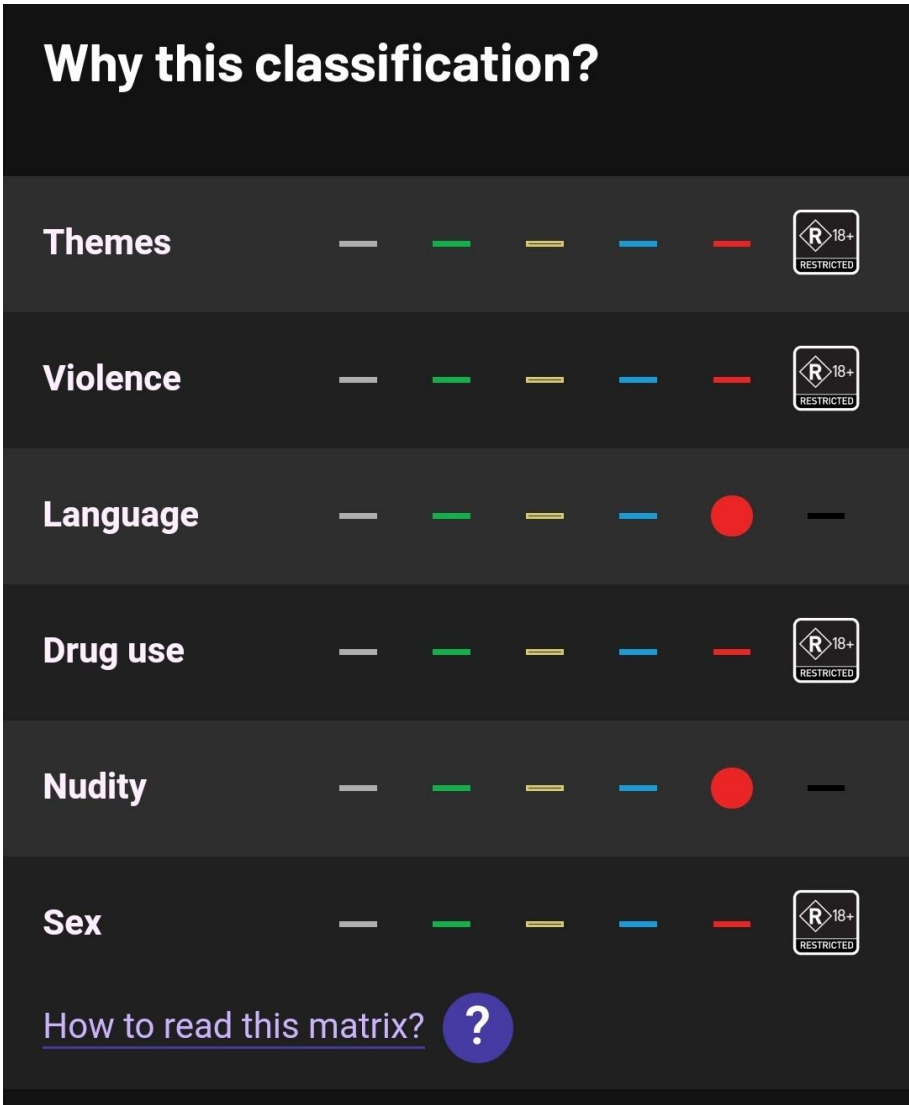 Why this classification?
Themes R 18+ RESTRICTED
Violence R 18+ RESTRICTED
Language
Drug use R 18+ RESTRICTED
Nudity
Sex R 18+ RESTRICTED
How to read this matrix? ?